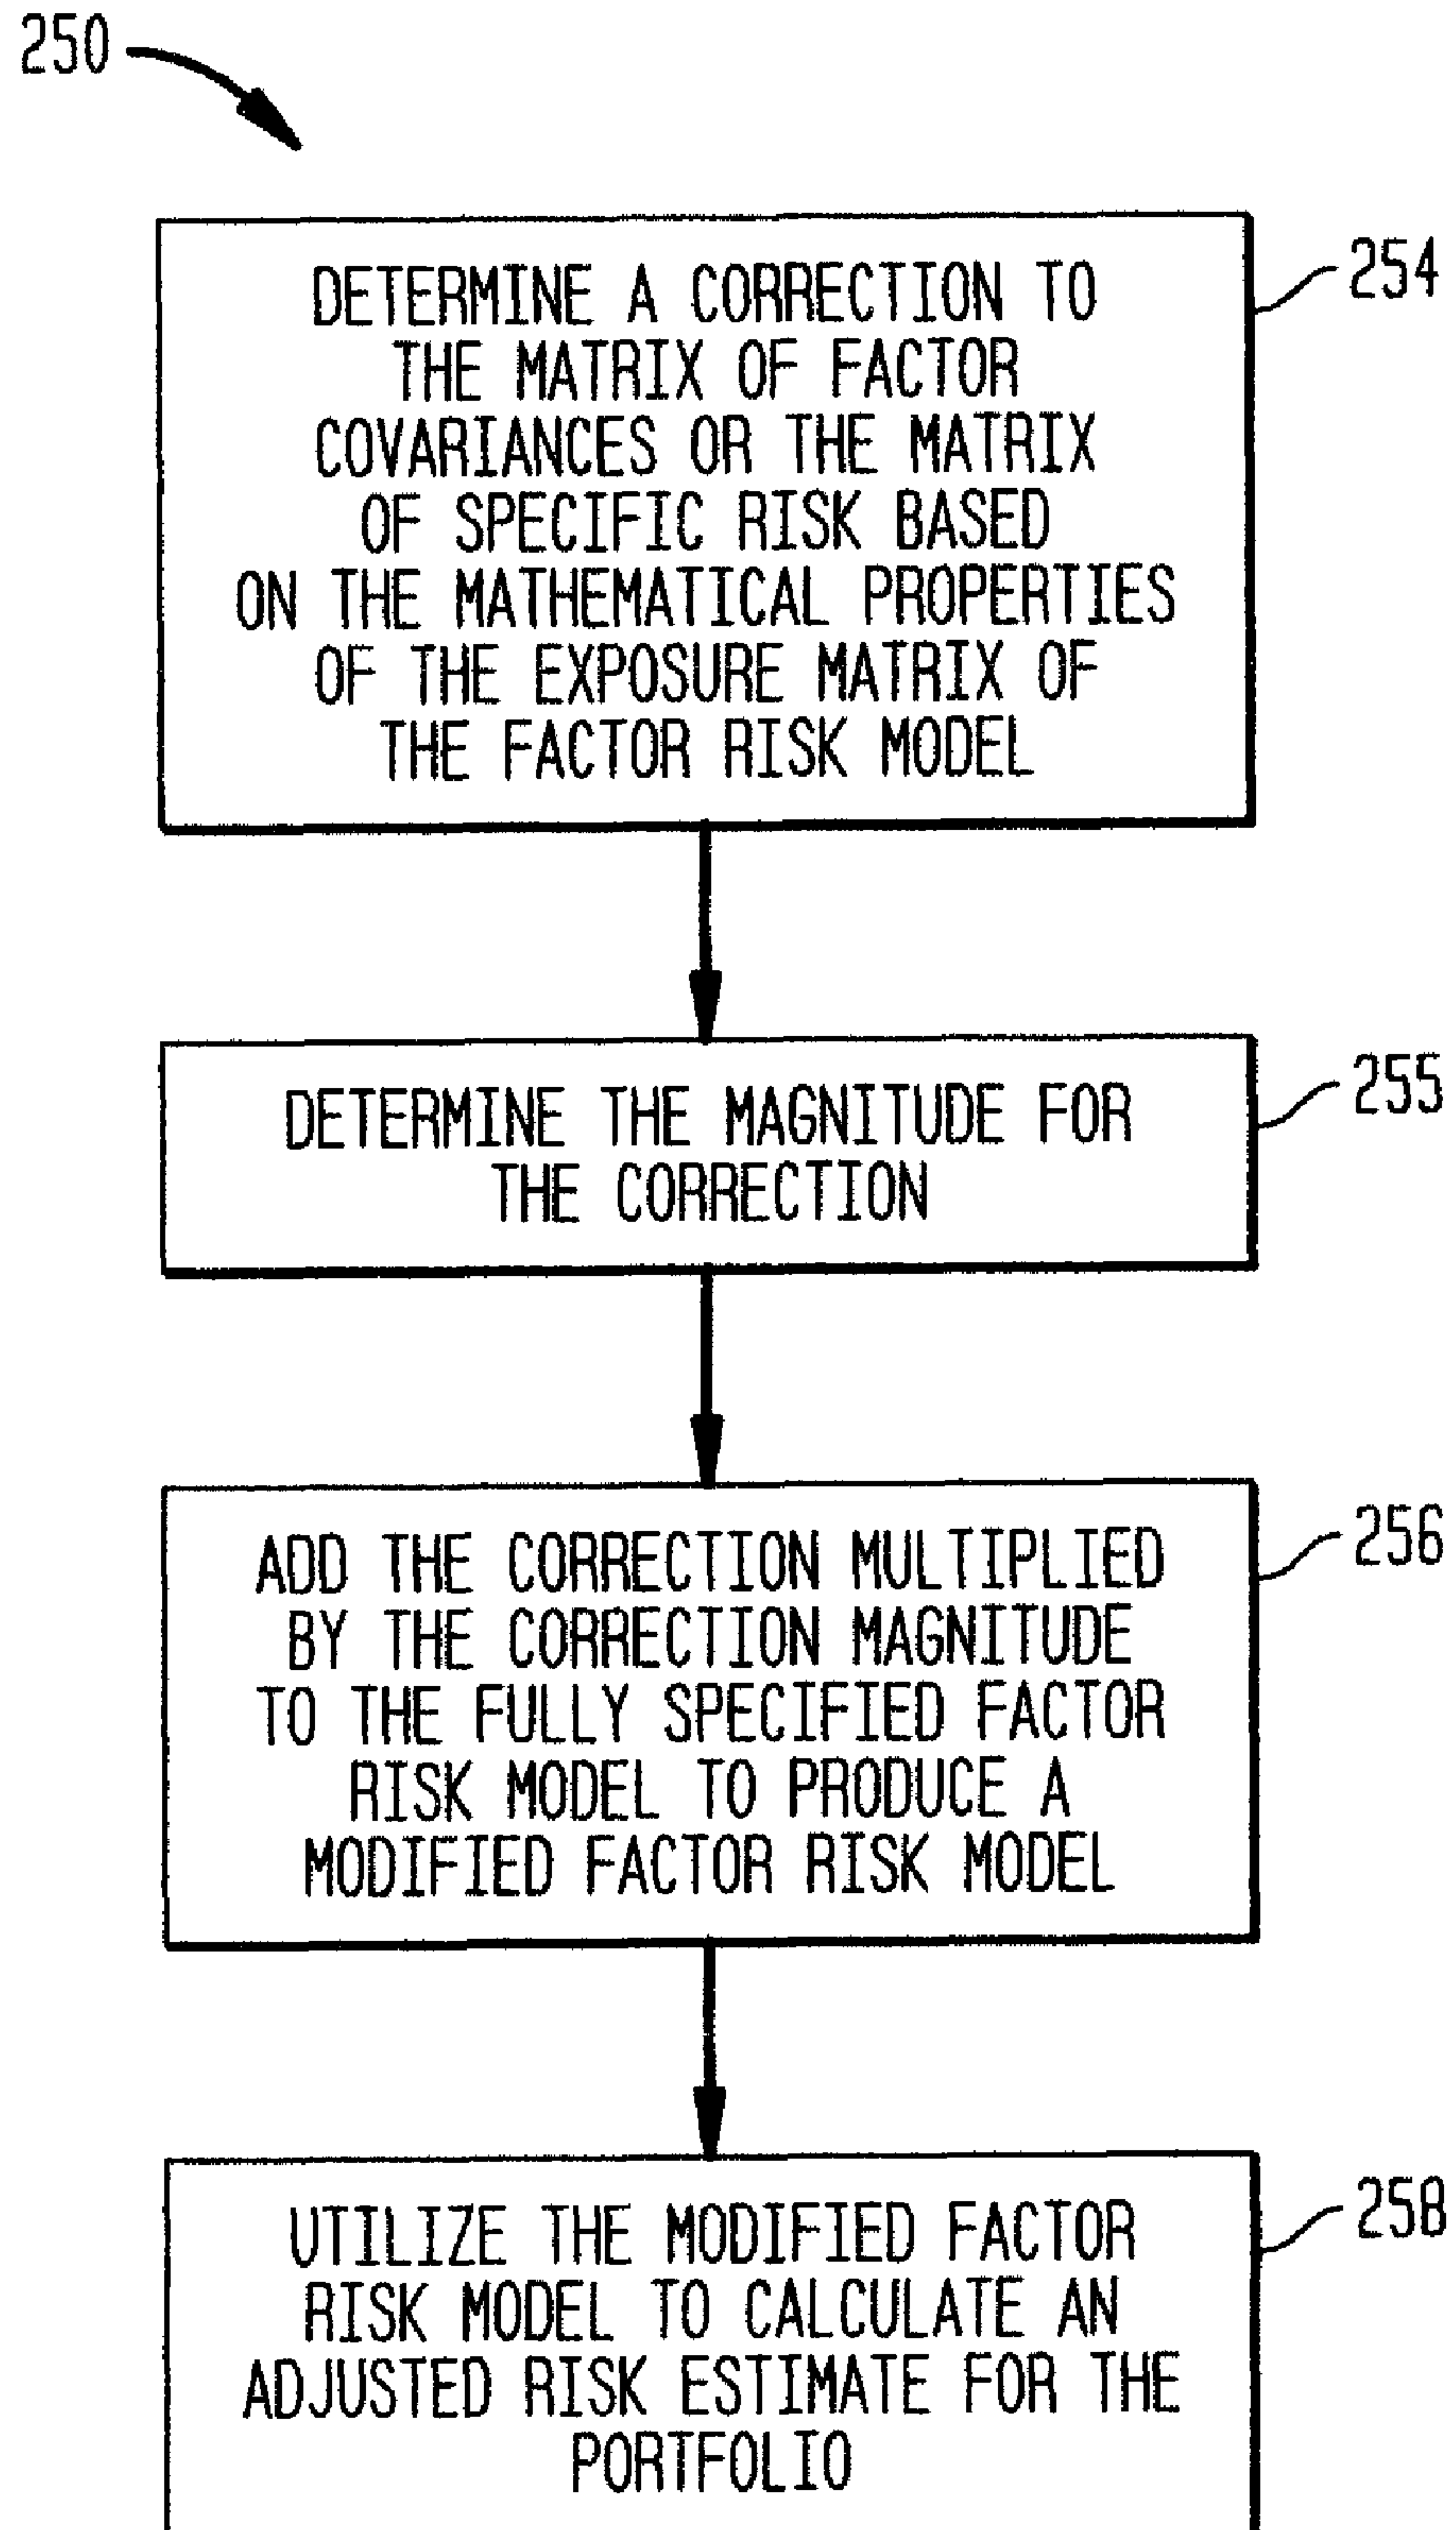 250
DETERMINE A CORRECTION TO
THE MATRIX OF FACTOR
COVARIANCES OR THE MATRIX
OF SPECIFIC RISK BASED
ON THE MATHEMATICAL PROPERTIES
OF THE EXPOSURE MATRIX OF
THE FACTOR RISK MODEL
254
DETERMINE THE MAGNITUDE FOR
THE CORRECTION
255
ADD THE CORRECTION MULTIPLIED
BY THE CORRECTION MAGNITUDE
TO THE FULLY SPECIFIED FACTOR
RISK MODEL TO PRODUCE A
MODIFIED FACTOR RISK MODEL
256
UTILIZE THE MODIFIED FACTOR
RISK MODEL TO CALCULATE AN
ADJUSTED RISK ESTIMATE FOR THE
PORTFOLIO
258